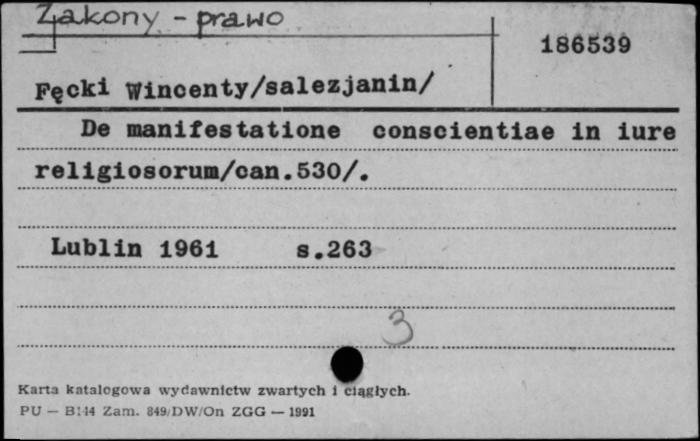 Zakony - prawo
186539
Fęcki Wincenty/salezjanin/
De manifestatione conscientiae in iure
religiosorum/can.530/.
Lublin 1961 s.263
3
Karta katalogowa wydawnictw zwartych i ciągłych.
PU — B144 Zam. 849/DW/On ZGG — 1991